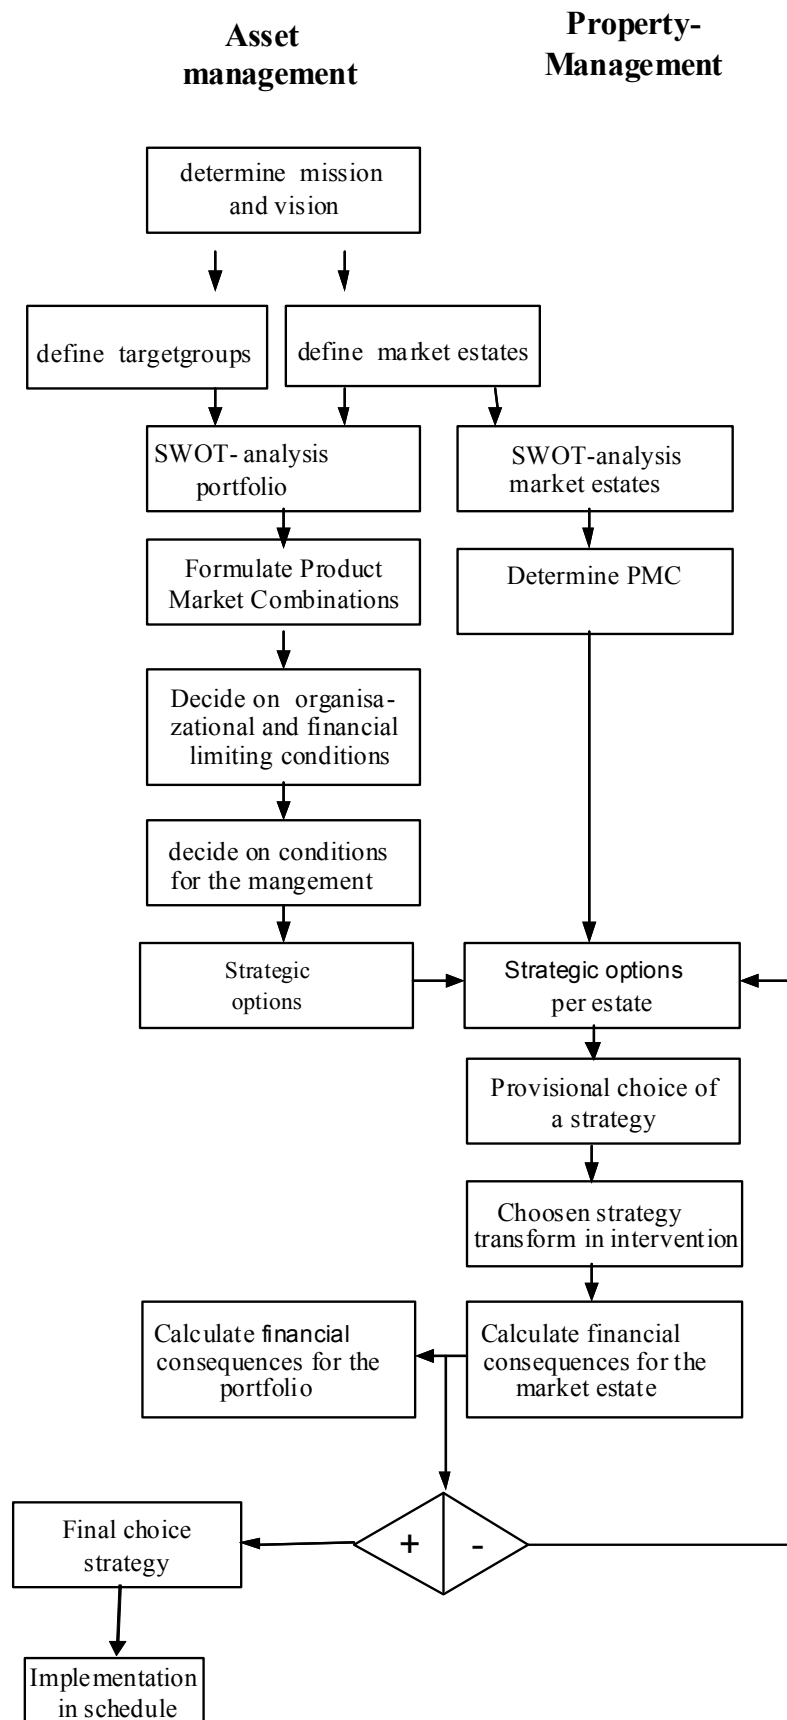 Asset
management
Property-
Management
determine mission
and vision
define targetgroups
define market estates
SWOT- analysis
portfolio
SWOT-analysis
market estates
Formulate Product
Market Combinations
Determine PMC
Decide on organisa-
zational and financial
limiting conditions
decide on conditions
for the mangement
Strategic
options
Strategic options
per estate
Provisional choice of
a strategy
Choosen strategy
transform in intervention
Calculate financial
consequences for the
portfolio
Calculate financial
consequences for the
market estate
+
-
Final choice
strategy
Implementation
in schedule